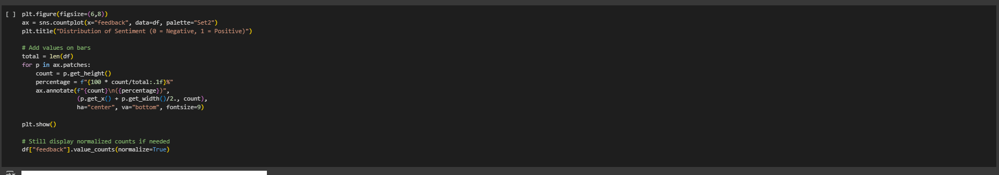 [ ] plt.figure(figsize=(6,8))
ax = sns.countplot(x="feedback", data=df, palette="Set2")
plt.title("Distribution of Sentiment (0 = Negative, 1 = Positive)")
# Add values on bars
total = len(df)
for p in ax.patches:
    count = p.get_height()
    percentage = f"{100 * count/total:.1f}%"
    ax.annotate(f"{count}\n({percentage})",
                (p.get_x() + p.get_width()/2., count),
                ha="center", va="bottom", fontsize=9)
plt.show()
# Still display normalized counts if needed
df["feedback"].value_counts(normalize=True)